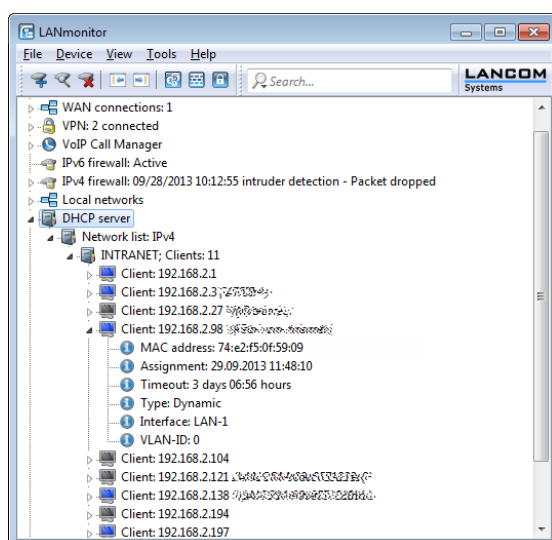 LANmonitor
File Device View Tools Help
Search...
LANCOM
Systems
WAN connections: 1
VPN: 2 connected
VoIP Call Manager
IPv6 firewall: Active
IPv4 firewall: 09/28/2013 10:12:55 intruder detection - Packet dropped
Local networks
DHCP server
Network list: IPv4
INTRANET; Clients: 11
Client: 192.168.2.1
Client: 192.168.2.3
Client: 192.168.2.27
Client: 192.168.2.98
MAC address: 74:e2:f5:0f:59:09
Assignment: 29.09.2013 11:48:10
Timeout: 3 days 06:56 hours
Type: Dynamic
Interface: LAN-1
VLAN-ID: 0
Client: 192.168.2.104
Client: 192.168.2.121
Client: 192.168.2.138
Client: 192.168.2.194
Client: 192.168.2.197